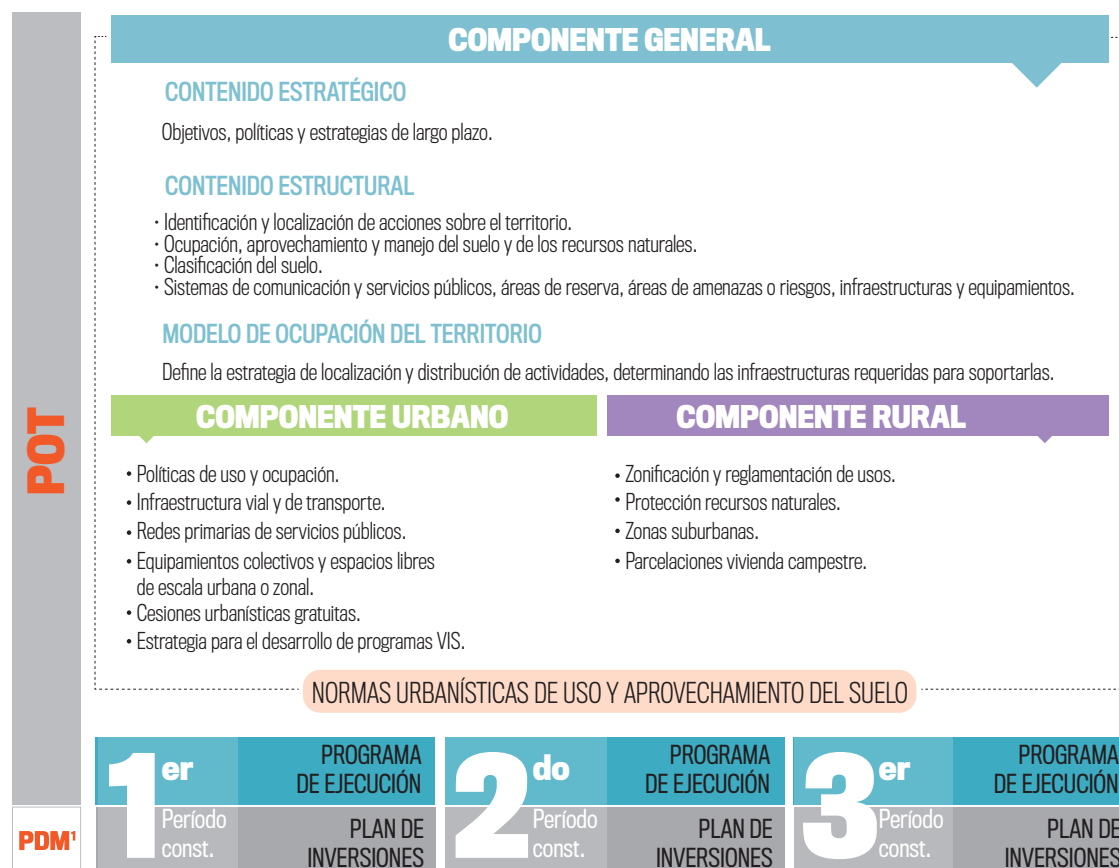 COMPONENTE GENERAL
CONTENIDO ESTRATÉGICO
Objetivos, políticas y estrategias de largo plazo.
CONTENIDO ESTRUCTURAL
· Identificación y localización de acciones sobre el territorio.
· Ocupación, aprovechamiento y manejo del suelo y de los recursos naturales.
· Clasificación del suelo.
· Sistemas de comunicación y servicios públicos, áreas de reserva, áreas de amenazas o riesgos, infraestructuras y equipamientos.
MODELO DE OCUPACIÓN DEL TERRITORIO
Define la estrategia de localización y distribución de actividades, determinando las infraestructuras requeridas para soportarlas.
POT
COMPONENTE URBANO
• Políticas de uso y ocupación.
• Infraestructura vial y de transporte.
• Redes primarias de servicios públicos.
• Equipamientos colectivos y espacios libres
de escala urbana o zonal.
• Cesiones urbanísticas gratuitas.
• Estrategia para el desarrollo de programas VIS.
COMPONENTE RURAL
• Zonificación y reglamentación de usos.
• Protección recursos naturales.
• Zonas suburbanas.
• Parcelaciones vivienda campestre.
NORMAS URBANÍSTICAS DE USO Y APROVECHAMIENTO DEL SUELO
1er
Período
const.
PROGRAMA
DE EJECUCIÓN
PLAN DE
INVERSIONES
2do
Período
const.
PROGRAMA
DE EJECUCIÓN
PLAN DE
INVERSIONES
3er
Período
const.
PROGRAMA
DE EJECUCIÓN
PLAN DE
INVERSIONES
PDM¹